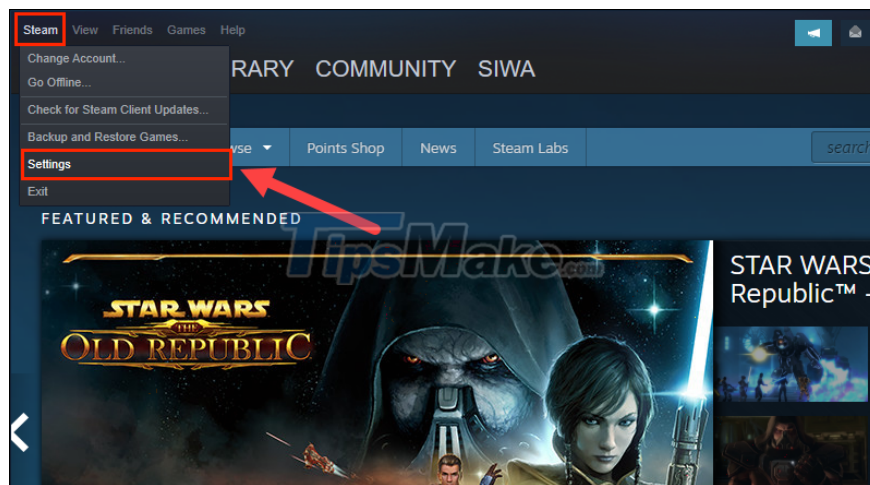 Steam View Friends Games Help
Change Account...
Go Offline...
RARY COMMUNITY SIWA
Check for Steam Client Updates...
Backup and Restore Games...
wse Points Shop News Steam Labs search
Settings
Exit
FEATURED & RECOMMENDED
TipsMake.com
STAR WARS
Republic™ -
STAR WARS
THE
OLD REPUBLIC